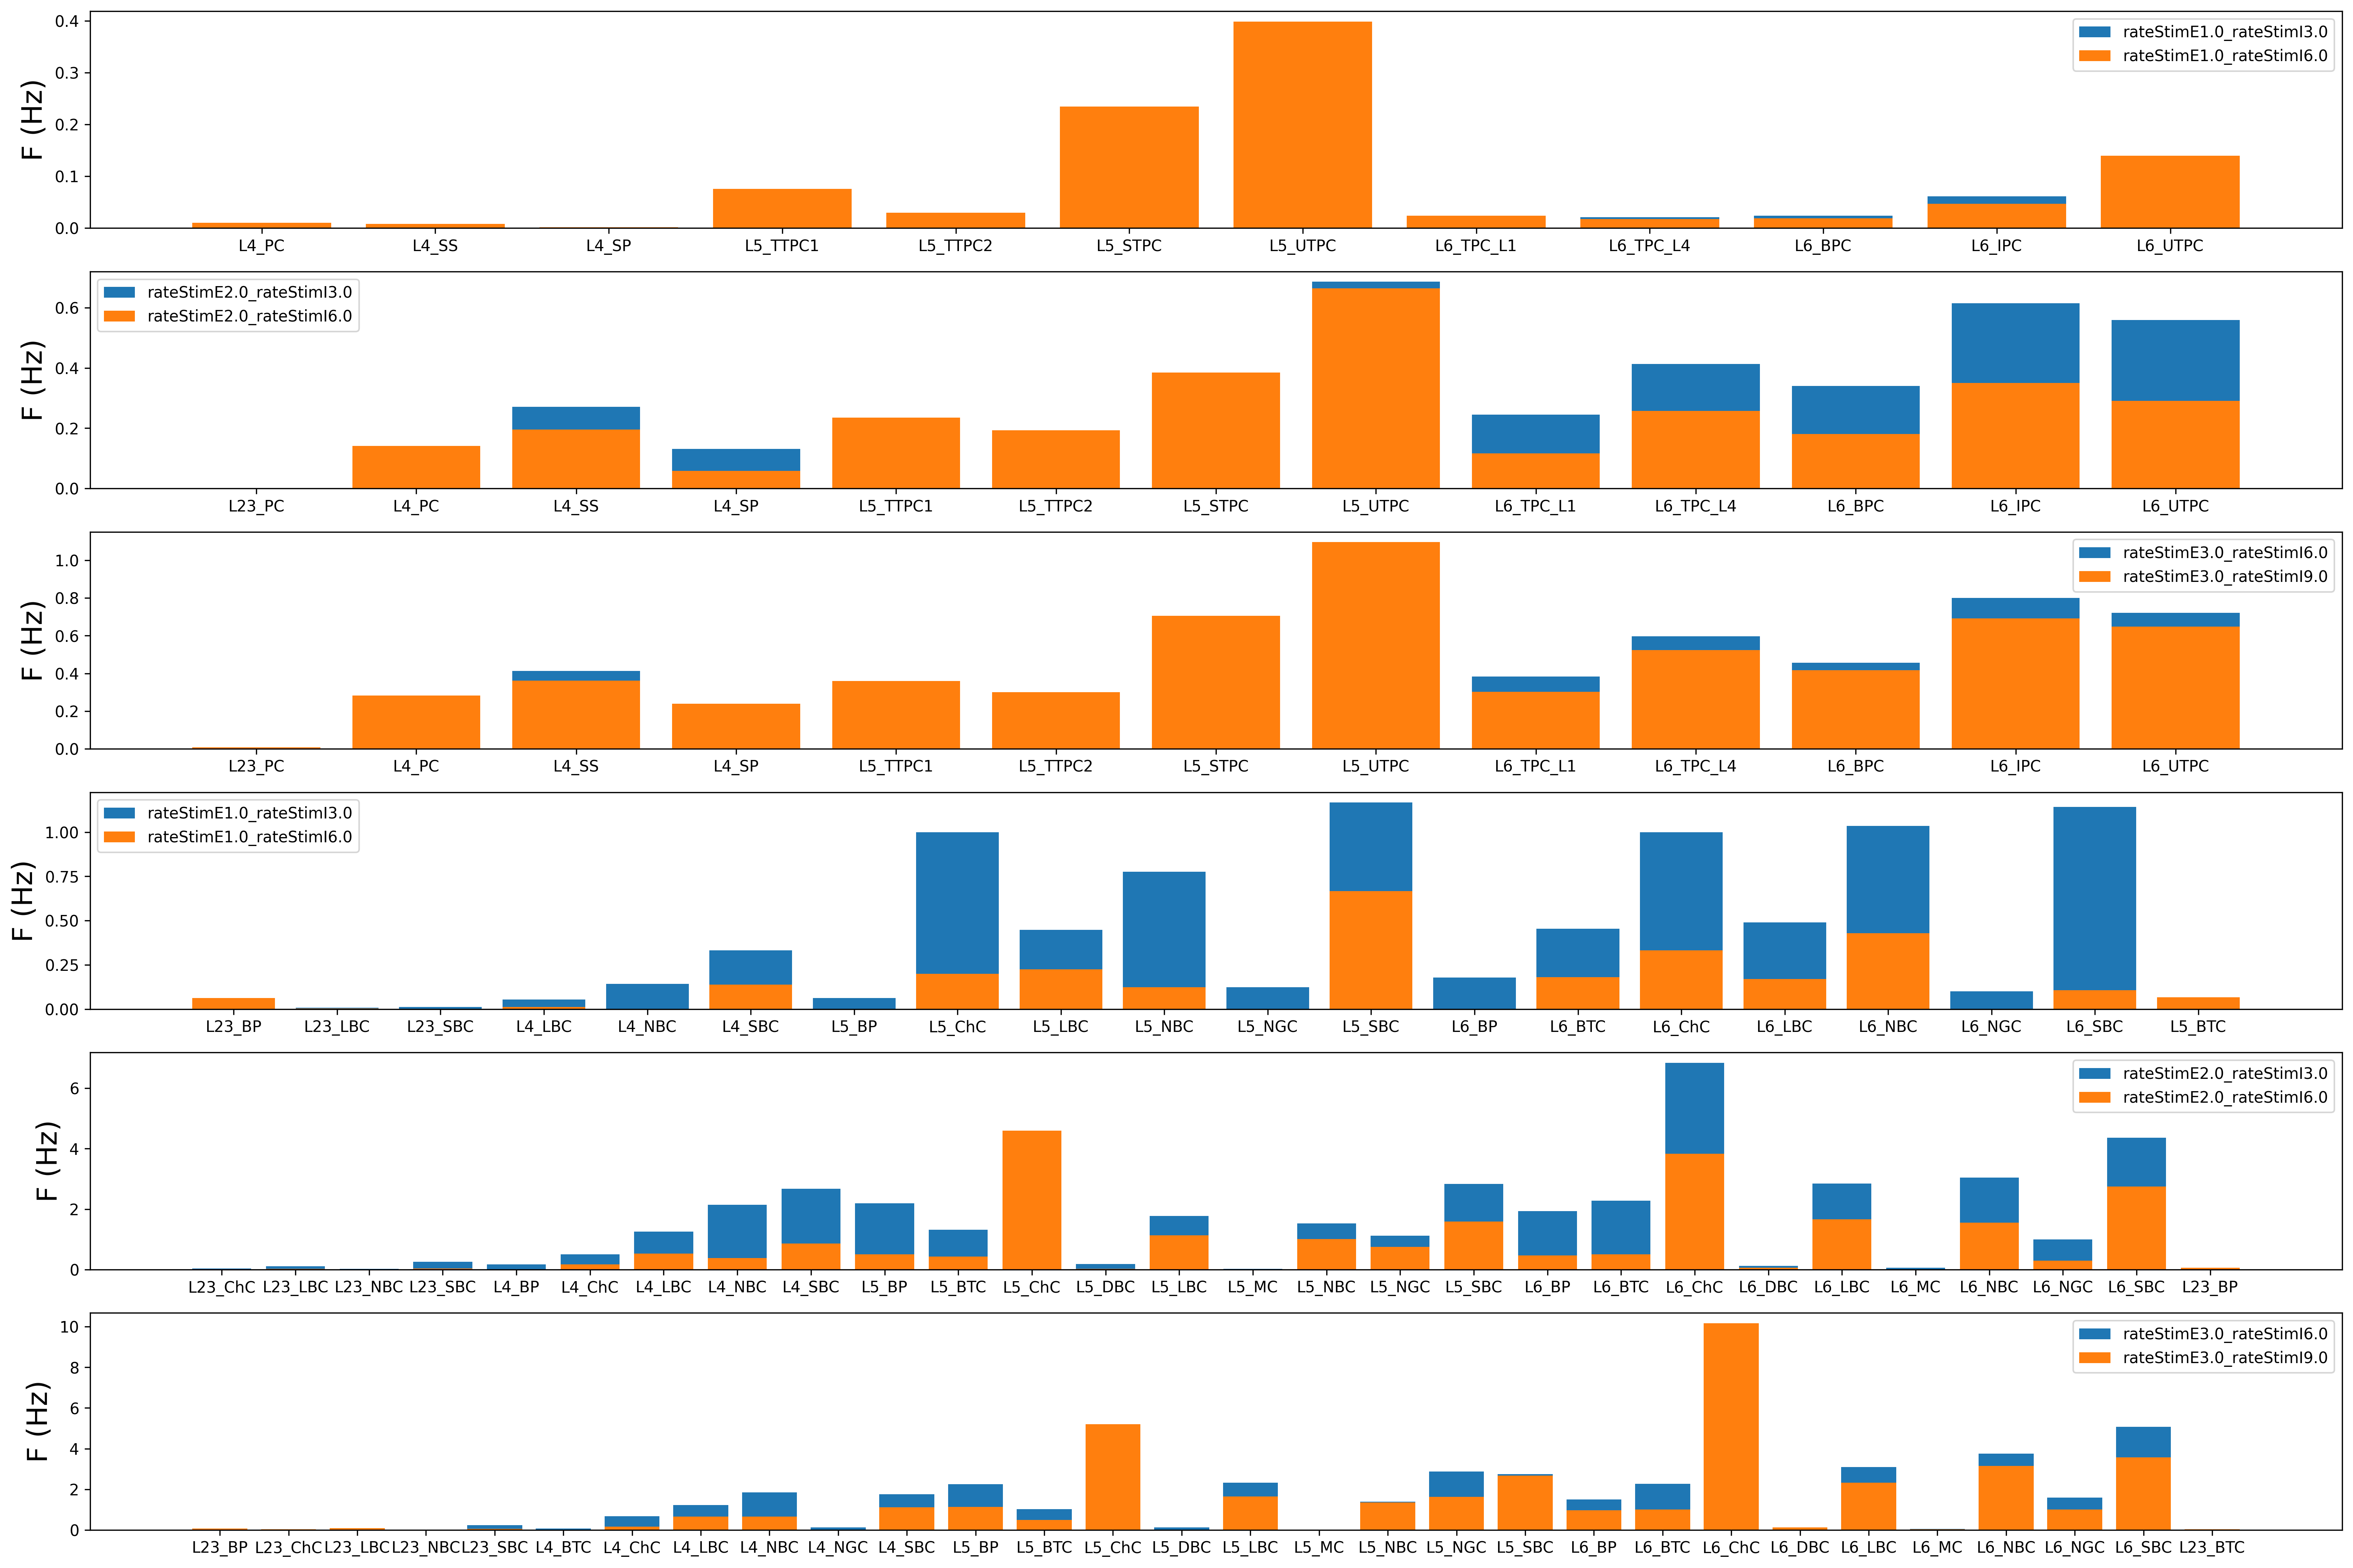 F (Hz)
0.4
0.3
0.2
0.1
0.0
rateStimE1.0_rateStimI3.0
rateStimE1.0_rateStimI6.0
L4_PC L4_SS L4_SP L5_TTPC1 L5_TTPC2 L5_STPC L5_UTPC L6_TPC_L1 L6_TPC_L4 L6_BPC L6_IPC L6_UTPC
F (Hz)
0.6
0.4
0.2
0.0
rateStimE2.0_rateStimI3.0
rateStimE2.0_rateStimI6.0
L23_PC L4_PC L4_SS L4_SP L5_TTPC1 L5_TTPC2 L5_STPC L5_UTPC L6_TPC_L1 L6_TPC_L4 L6_BPC L6_IPC L6_UTPC
F (Hz)
1.0
0.8
0.6
0.4
0.2
0.0
rateStimE3.0_rateStimI6.0
rateStimE3.0_rateStimI9.0
L23_PC L4_PC L4_SS L4_SP L5_TTPC1 L5_TTPC2 L5_STPC L5_UTPC L6_TPC_L1 L6_TPC_L4 L6_BPC L6_IPC L6_UTPC
F (Hz)
1.00
0.75
0.50
0.25
0.00
rateStimE1.0_rateStimI3.0
rateStimE1.0_rateStimI6.0
L23_BP L23_LBC L23_SBC L4_LBC L4_NBC L4_SBC L5_BP L5_ChC L5_LBC L5_NBC L5_NGC L5_SBC L6_BP L6_BTC L6_ChC L6_LBC L6_NBC L6_NGC L6_SBC L5_BTC
F (Hz)
6
4
2
0
rateStimE2.0_rateStimI3.0
rateStimE2.0_rateStimI6.0
L23_ChC L23_LBC L23_NBC L23_SBC L4_BP L4_ChC L4_LBC L4_NBC L4_SBC L5_BP L5_BTC L5_ChC L5_DBC L5_LBC L5_MC L5_NBC L5_NGC L5_SBC L6_BP L6_BTC L6_ChC L6_DBC L6_LBC L6_MC L6_NBC L6_NGC L6_SBC L23_BP
F (Hz)
10
8
6
4
2
0
rateStimE3.0_rateStimI6.0
rateStimE3.0_rateStimI9.0
L23_BP L23_ChC L23_LBC L23_NBC L23_SBC L4_BTC L4_ChC L4_LBC L4_NBC L4_NGC L4_SBC L5_BP L5_BTC L5_ChC L5_DBC L5_LBC L5_MC L5_NBC L5_NGC L5_SBC L6_BP L6_BTC L6_ChC L6_DBC L6_LBC L6_MC L6_NBC L6_NGC L6_SBC L23_BTC